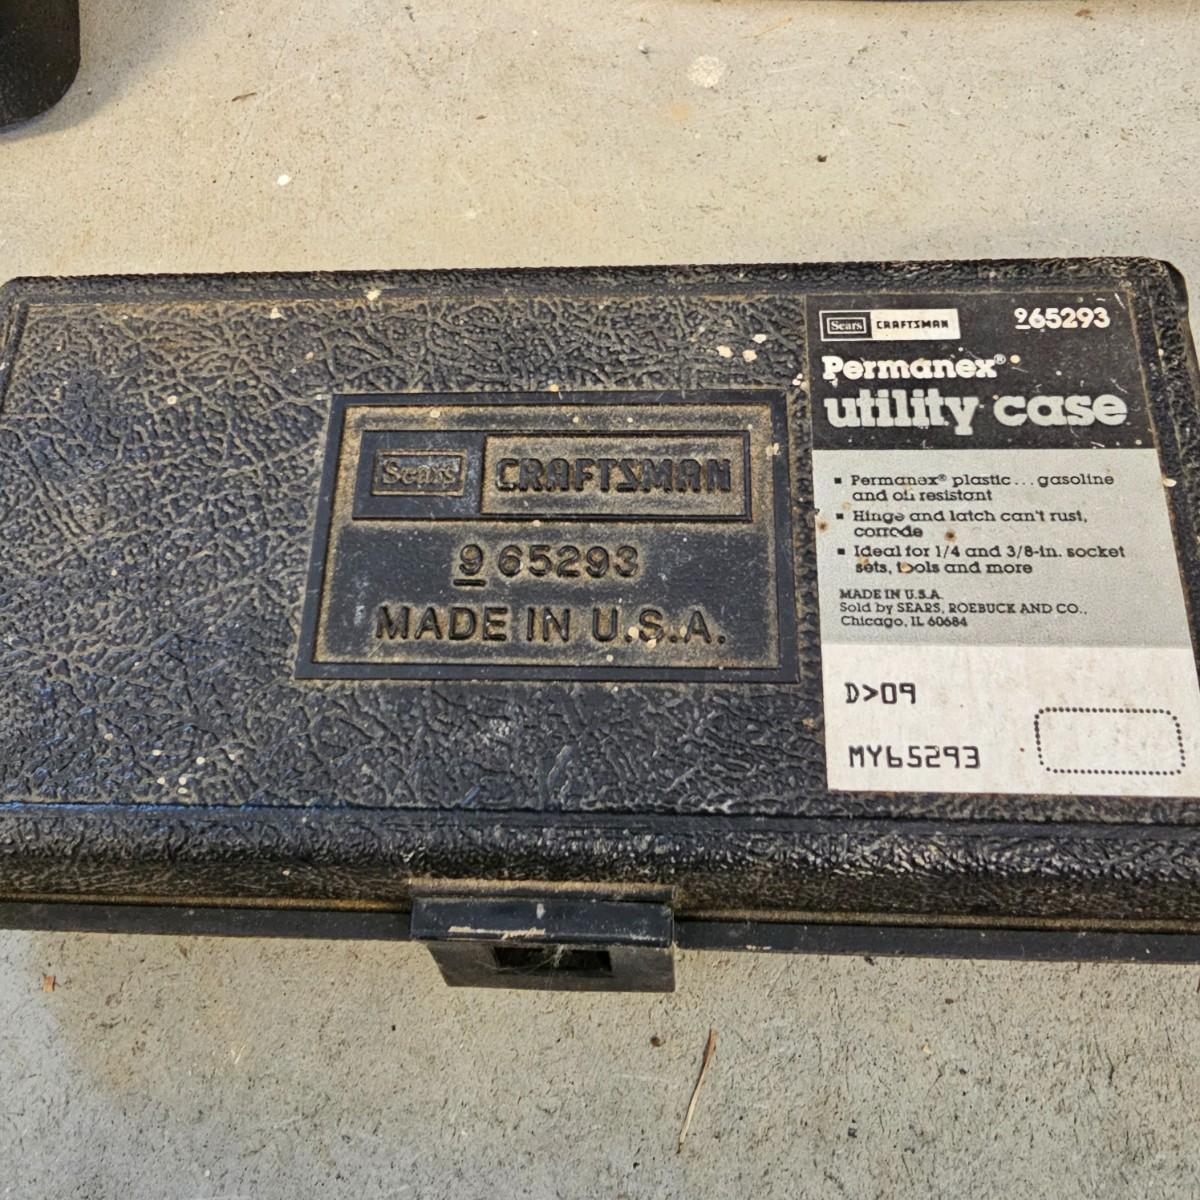 Sears CRAFTSMAN
965293
MADE IN U.S.A.
Sears CRAFTSMAN
965293
Permanex®
utility case
▪ Permanex® plastic...gasoline
and oil resistant
▪ Hinge and latch can't rust,
corrode
▪ Ideal for 1/4 and 3/8-in. socket
sets, tools and more
MADE IN U.S.A.
Sold by SEARS, ROEBUCK AND CO.,
Chicago, IL 60684
D>09
MY65293